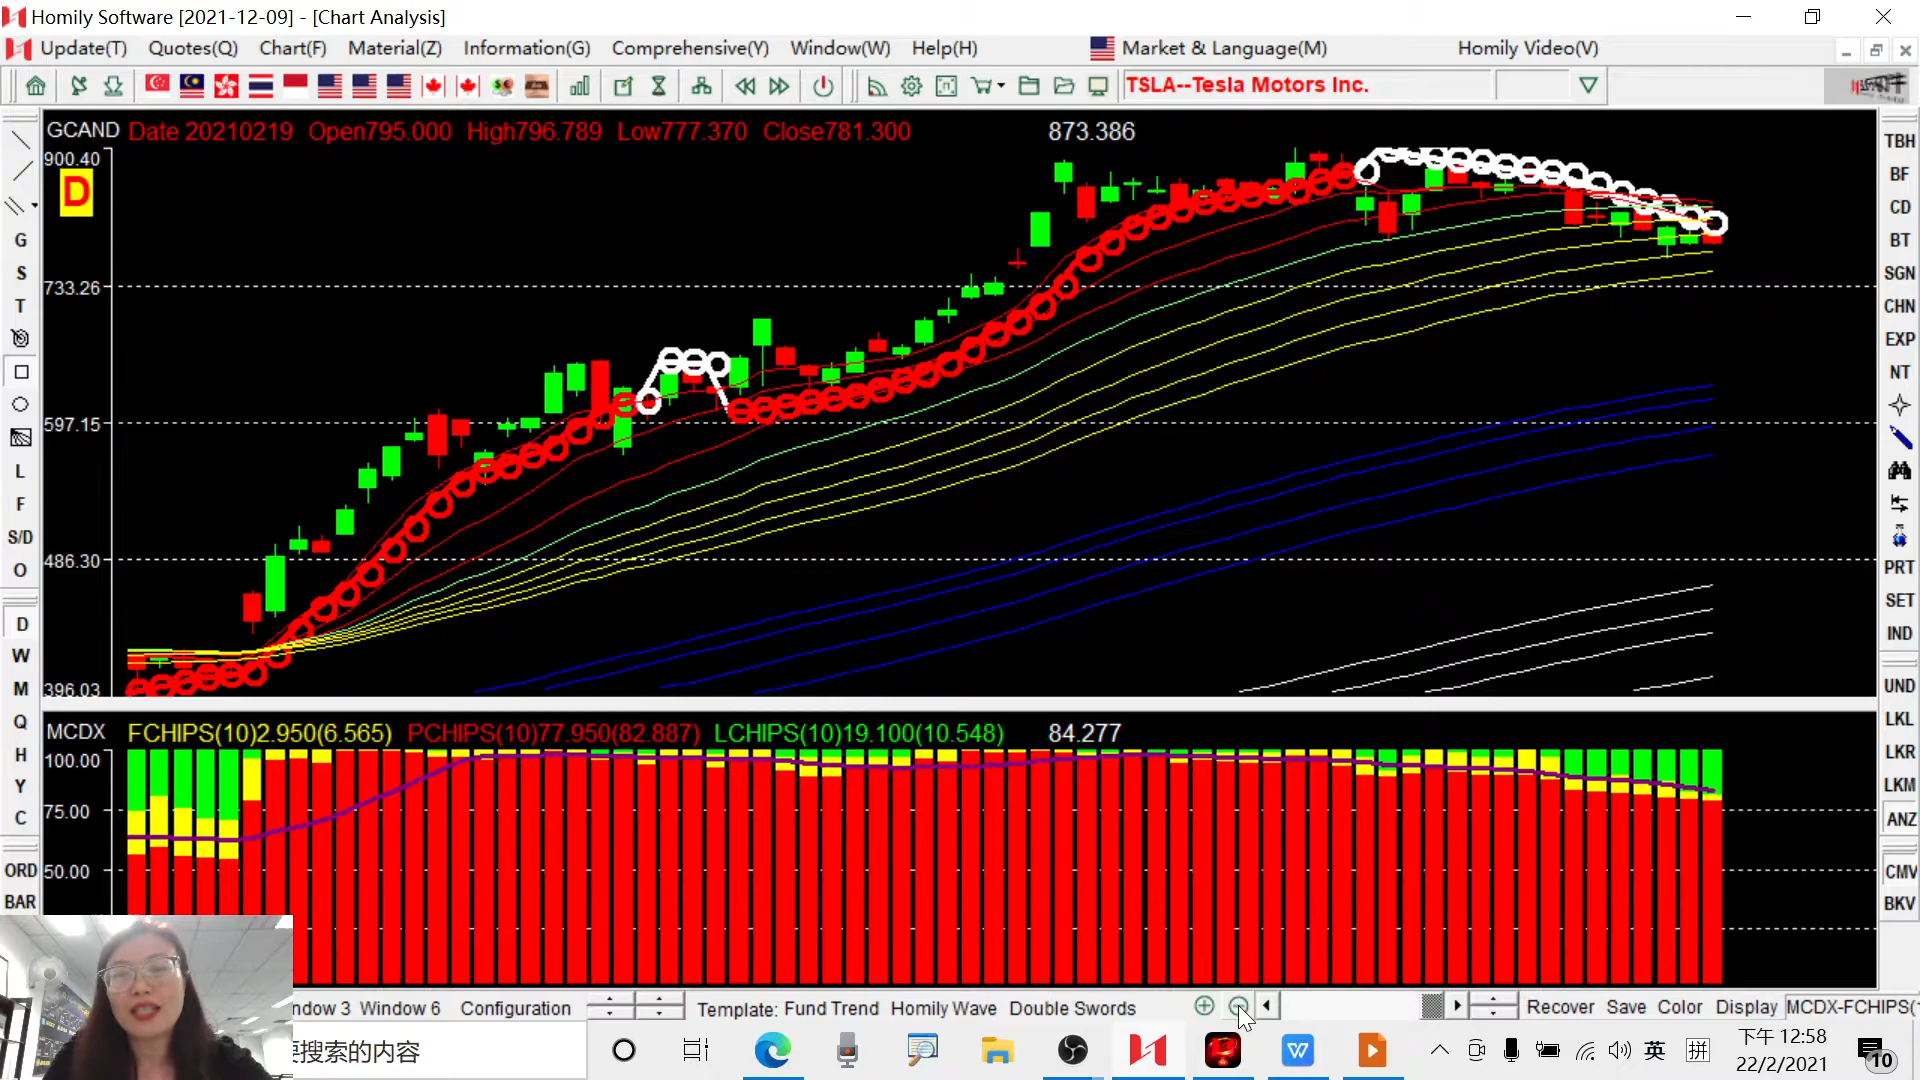 Homily Software [2021-12-09] - [Chart Analysis]
Update(T) Quotes(Q) Chart(F) Material(Z) Information(G) Comprehensive(Y) Window(W) Help(H) Market & Language(M) Homily Video(V)
TSLA--Tesla Motors Inc.
GCAND Date 20210219 Open795.000 High796.789 Low777.370 Close781.300 873.386
900.40
D
733.26
597.15
486.30
396.03
MCDX FCHIPS(10)2.950(6.565) PCHIPS(10)77.950(82.887) LCHIPS(10)19.100(10.548) 84.277
100.00
75.00
50.00
G
S
T
L
F
S/D
O
D
W
M
Q
H
Y
C
ORD
BAR
TBH
BF
CD
BT
SGN
CHN
EXP
NT
PRT
SET
IND
UND
LKL
LKR
LKM
ANZ
CMV
BKV
ndow 3 Window 6 Configuration Template: Fund Trend Homily Wave Double Swords Recover Save Color Display MCDX-FCHIPS(
要搜索的内容
英 拼
下午 12:58
22/2/2021
10